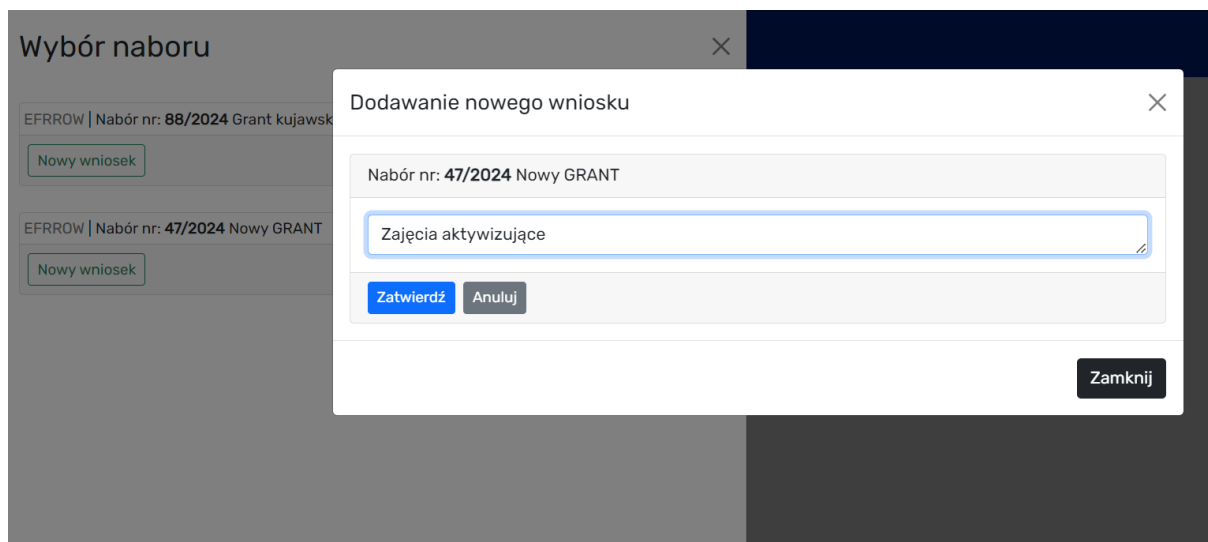 Wybór naboru
EFRROW | Nabór nr: 88/2024 Grant kujawsk
Nowy wniosek
EFRROW | Nabór nr: 47/2024 Nowy GRANT
Nowy wniosek
Dodawanie nowego wniosku
Nabór nr: 47/2024 Nowy GRANT
Zajęcia aktywizujące
Zatwierdź Anuluj
Zamknij